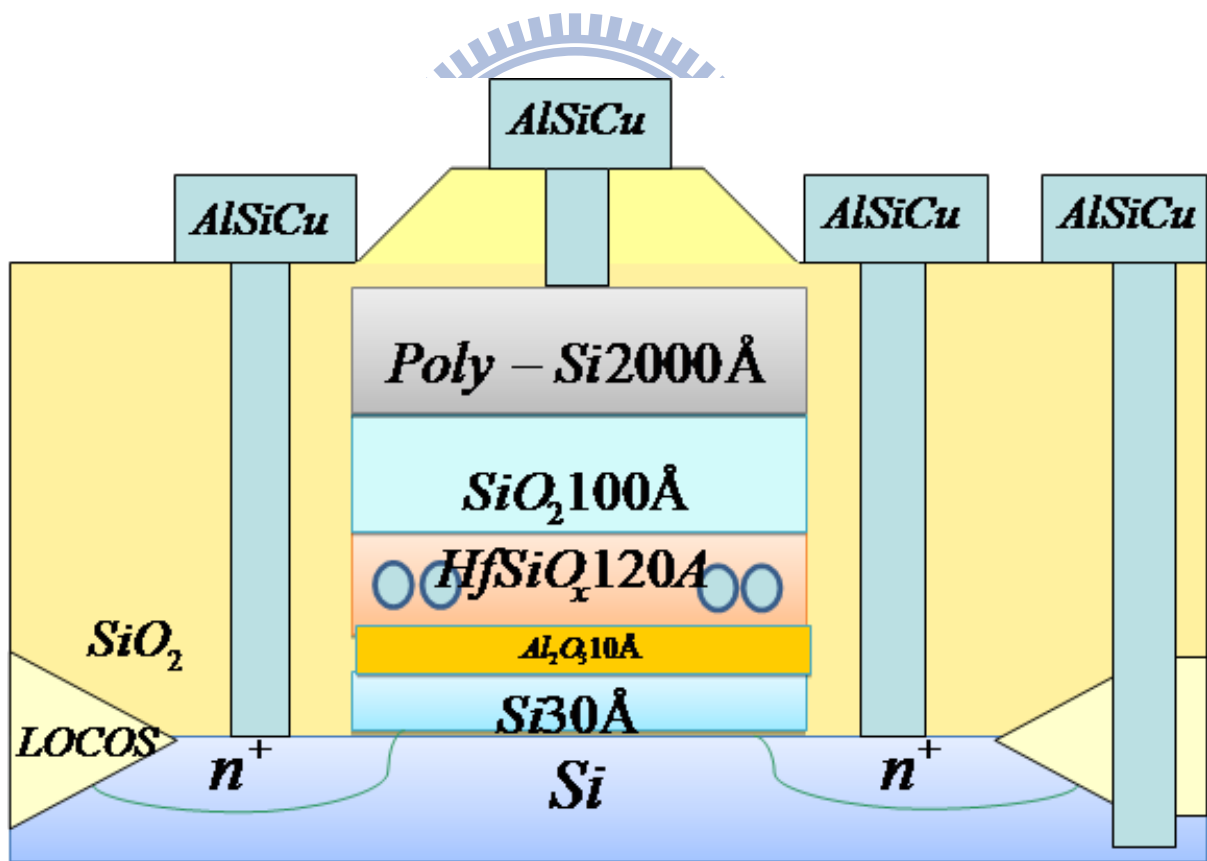 AlSiCu
AlSiCu
AlSiCu
AlSiCu
Poly – Si2000Å
SiO₂100Å
HfSiOₓ120A
Al₂O₃10Å
SiO₂
Si30Å
LOCOS
n⁺
Si
n⁺